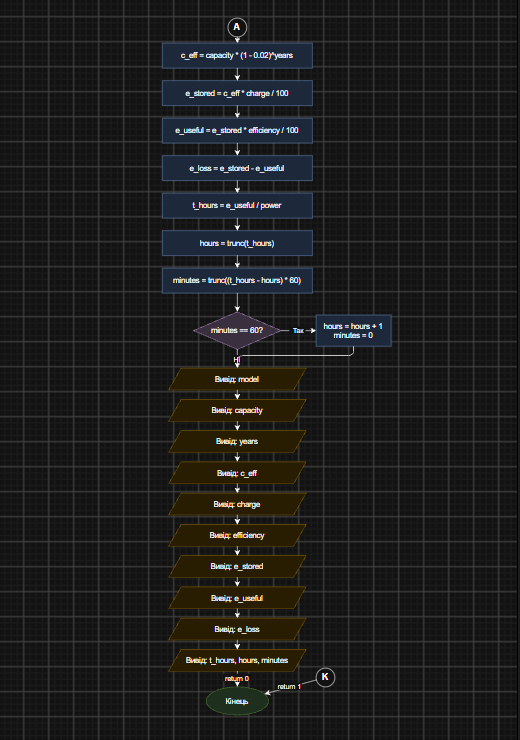 A
c_eff = capacity * (1 - 0.02)^years
e_stored = c_eff * charge / 100
e_useful = e_stored * efficiency / 100
e_loss = e_stored - e_useful
t_hours = e_useful / power
hours = trunc(t_hours)
minutes = trunc((t_hours - hours) * 60)
minutes == 60?
Так
hours = hours + 1
minutes = 0
Ні
Вивід: model
Вивід: capacity
Вивід: years
Вивід: c_eff
Вивід: charge
Вивід: efficiency
Вивід: e_stored
Вивід: e_useful
Вивід: e_loss
Вивід: t_hours, hours, minutes
return 0
K
return 1
Кінець